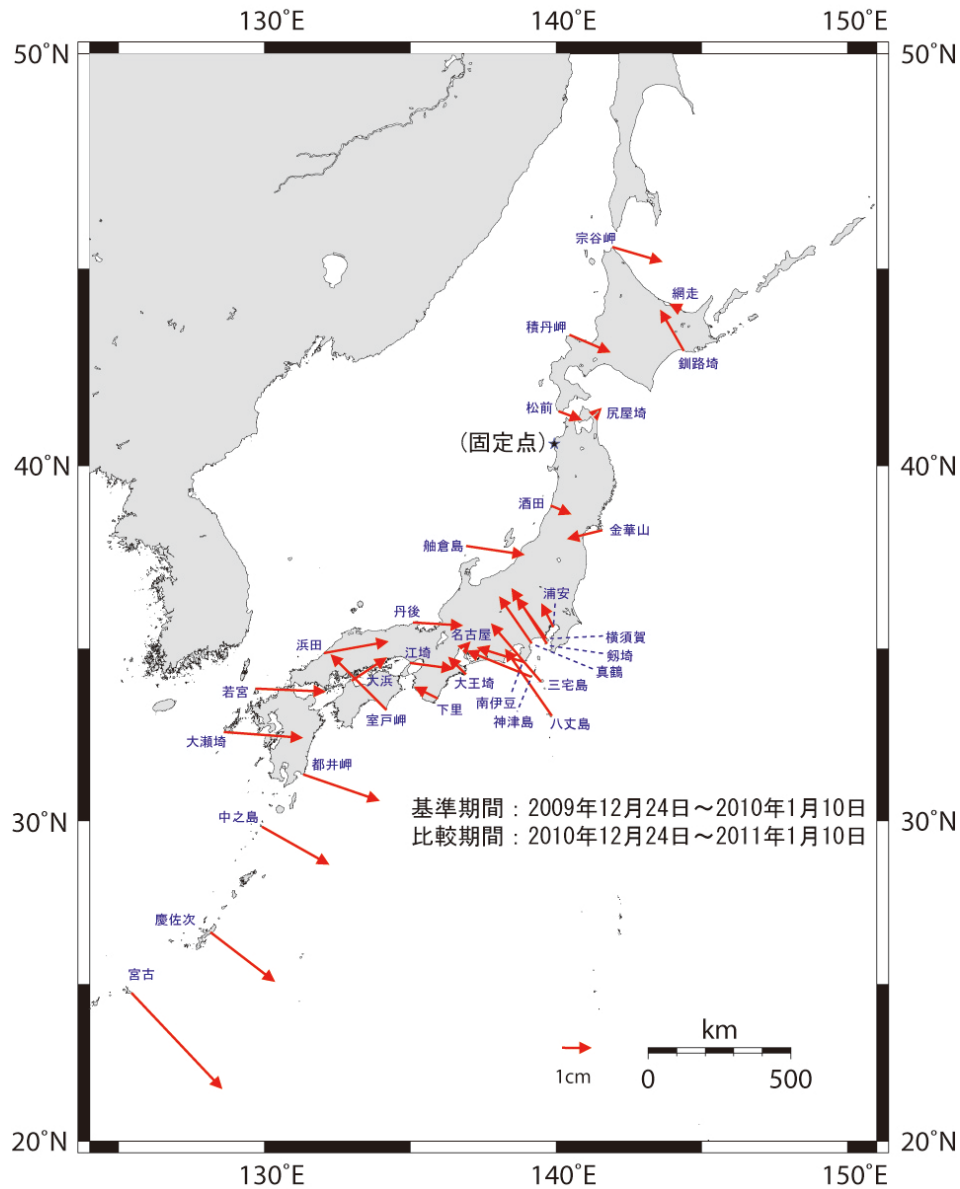 130°E
140°E
150°E
50°N
50°N
宗谷岬
網走
積丹岬
釧路埼
松前
尻屋埼
(固定点)
40°N
40°N
酒田
金華山
舳倉島
浦安
丹後
名古屋
横須賀
浜田
江埼
剱埼
真鶴
大浜
大王埼
三宅島
若宮
南伊豆
室戸岬
下里
神津島
八丈島
大瀬埼
都井岬
基準期間：2009年12月24日～2010年1月10日
中之島
30°N
30°N
比較期間：2010年12月24日～2011年1月10日
慶佐次
宮古
km
1cm
0
500
20°N
20°N
130°E
140°E
150°E